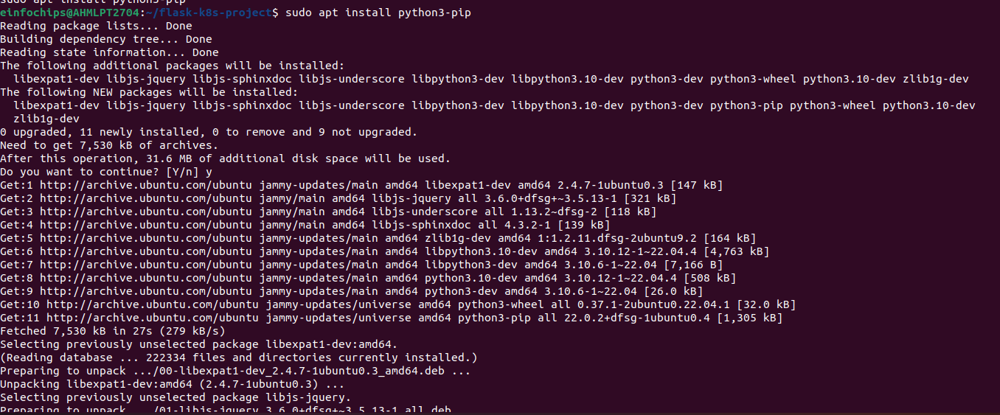 sudo apt install python3-pip
einfochips@AHMLPT2704:~/flask-k8s-project$ sudo apt install python3-pip
Reading package lists... Done
Building dependency tree... Done
Reading state information... Done
The following additional packages will be installed:
  libexpat1-dev libjs-jquery libjs-sphinxdoc libjs-underscore libpython3-dev libpython3.10-dev python3-dev python3-wheel python3.10-dev zlib1g-dev
The following NEW packages will be installed:
  libexpat1-dev libjs-jquery libjs-sphinxdoc libjs-underscore libpython3-dev libpython3.10-dev python3-dev python3-pip python3-wheel python3.10-dev
  zlib1g-dev
0 upgraded, 11 newly installed, 0 to remove and 9 not upgraded.
Need to get 7,530 kB of archives.
After this operation, 31.6 MB of additional disk space will be used.
Do you want to continue? [Y/n] y
Get:1 http://archive.ubuntu.com/ubuntu jammy-updates/main amd64 libexpat1-dev amd64 2.4.7-1ubuntu0.3 [147 kB]
Get:2 http://archive.ubuntu.com/ubuntu jammy/main amd64 libjs-jquery all 3.6.0+dfsg+~3.5.13-1 [321 kB]
Get:3 http://archive.ubuntu.com/ubuntu jammy/main amd64 libjs-underscore all 1.13.2~dfsg-2 [118 kB]
Get:4 http://archive.ubuntu.com/ubuntu jammy/main amd64 libjs-sphinxdoc all 4.3.2-1 [139 kB]
Get:5 http://archive.ubuntu.com/ubuntu jammy-updates/main amd64 zlib1g-dev amd64 1:1.2.11.dfsg-2ubuntu9.2 [164 kB]
Get:6 http://archive.ubuntu.com/ubuntu jammy-updates/main amd64 libpython3.10-dev amd64 3.10.12-1~22.04.4 [4,763 kB]
Get:7 http://archive.ubuntu.com/ubuntu jammy-updates/main amd64 libpython3-dev amd64 3.10.6-1~22.04 [7,166 B]
Get:8 http://archive.ubuntu.com/ubuntu jammy-updates/main amd64 python3.10-dev amd64 3.10.12-1~22.04.4 [508 kB]
Get:9 http://archive.ubuntu.com/ubuntu jammy-updates/main amd64 python3-dev amd64 3.10.6-1~22.04 [26.0 kB]
Get:10 http://archive.ubuntu.com/ubuntu jammy-updates/universe amd64 python3-wheel all 0.37.1-2ubuntu0.22.04.1 [32.0 kB]
Get:11 http://archive.ubuntu.com/ubuntu jammy-updates/universe amd64 python3-pip all 22.0.2+dfsg-1ubuntu0.4 [1,305 kB]
Fetched 7,530 kB in 27s (279 kB/s)
Selecting previously unselected package libexpat1-dev:amd64.
(Reading database ... 222334 files and directories currently installed.)
Preparing to unpack .../00-libexpat1-dev_2.4.7-1ubuntu0.3_amd64.deb ...
Unpacking libexpat1-dev:amd64 (2.4.7-1ubuntu0.3) ...
Selecting previously unselected package libjs-jquery.
Preparing to unpack .../01-libjs-jquery_3.6.0+dfsg+~3.5.13-1_all.deb